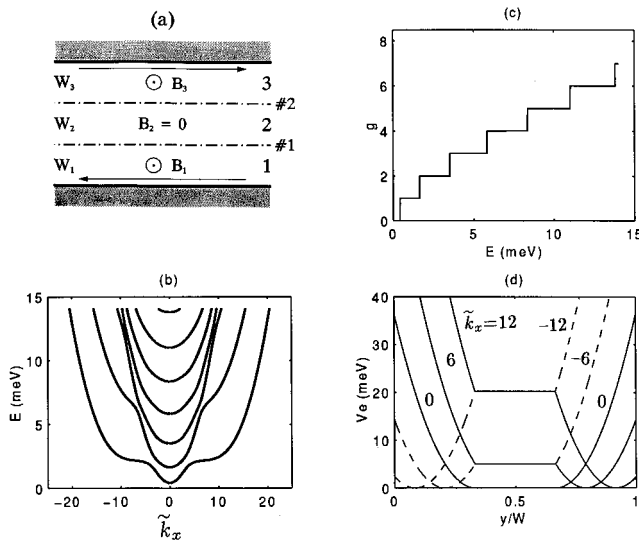 (a)
W₃ ⊙ B₃ 3
#2
W₂ B₂ = 0 2
#1
W₁ ⊙ B₁ 1
(c)
8
6
4
2
0
g
0 5 10 15
E (meV)
(b)
15
10
5
0
E (meV)
−20 −10 0 10 20
k̃ₓ
(d)
40
30
20
10
0
Ve (meV)
k̃ₓ=12 −12
6 −6
0 0
0 0.5 1
y/W